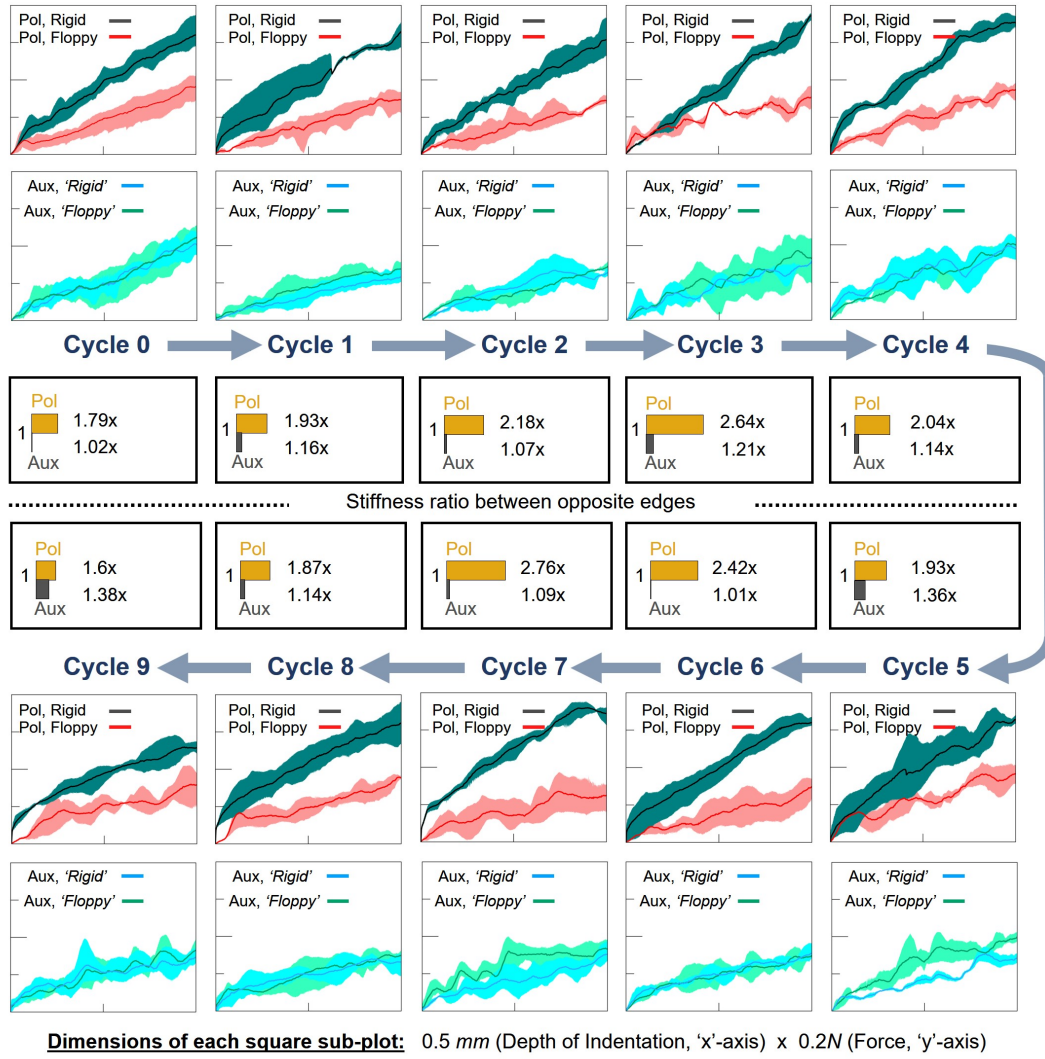 Pol, Rigid
Pol, Floppy
Pol, Rigid
Pol, Floppy
Pol, Rigid
Pol, Floppy
Pol, Rigid
Pol, Floppy
Pol, Rigid
Pol, Floppy
Aux, ‘Rigid’
Aux, ‘Floppy’
Aux, ‘Rigid’
Aux, ‘Floppy’
Aux, ‘Rigid’
Aux, ‘Floppy’
Aux, ‘Rigid’
Aux, ‘Floppy’
Aux, ‘Rigid’
Aux, ‘Floppy’
Cycle 0
Cycle 1
Cycle 2
Cycle 3
Cycle 4
Pol
1
1.79x
1.02x
Aux
Pol
1
1.93x
1.16x
Aux
Pol
1
2.18x
1.07x
Aux
Pol
1
2.64x
1.21x
Aux
Pol
1
2.04x
1.14x
Aux
Stiffness ratio between opposite edges
Pol
1
1.6x
1.38x
Aux
Pol
1
1.87x
1.14x
Aux
Pol
1
2.76x
1.09x
Aux
Pol
1
2.42x
1.01x
Aux
Pol
1
1.93x
1.36x
Aux
Cycle 9
Cycle 8
Cycle 7
Cycle 6
Cycle 5
Pol, Rigid
Pol, Floppy
Pol, Rigid
Pol, Floppy
Pol, Rigid
Pol, Floppy
Pol, Rigid
Pol, Floppy
Pol, Rigid
Pol, Floppy
Aux, ‘Rigid’
Aux, ‘Floppy’
Aux, ‘Rigid’
Aux, ‘Floppy’
Aux, ‘Rigid’
Aux, ‘Floppy’
Aux, ‘Rigid’
Aux, ‘Floppy’
Aux, ‘Rigid’
Aux, ‘Floppy’
Dimensions of each square sub-plot: 0.5 mm (Depth of Indentation, ‘x’-axis) x 0.2N (Force, ‘y’-axis)